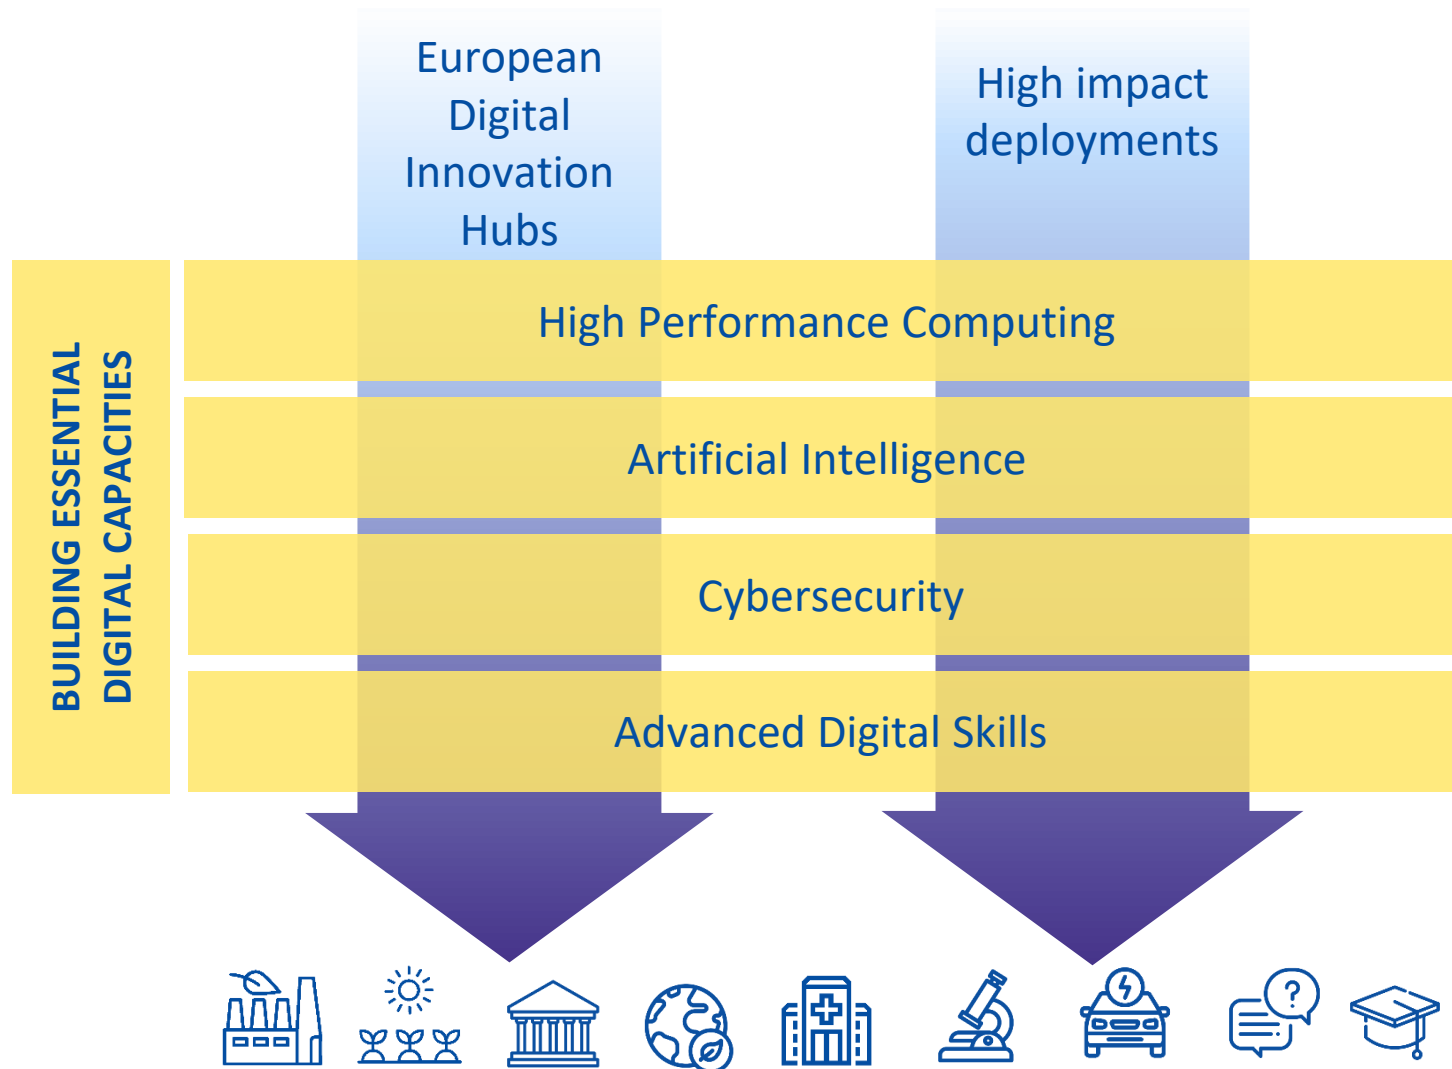 European
Digital
Innovation
Hubs
High impact
deployments
BUILDING ESSENTIAL
DIGITAL CAPACITIES
High Performance Computing
Artificial Intelligence
Cybersecurity
Advanced Digital Skills
?